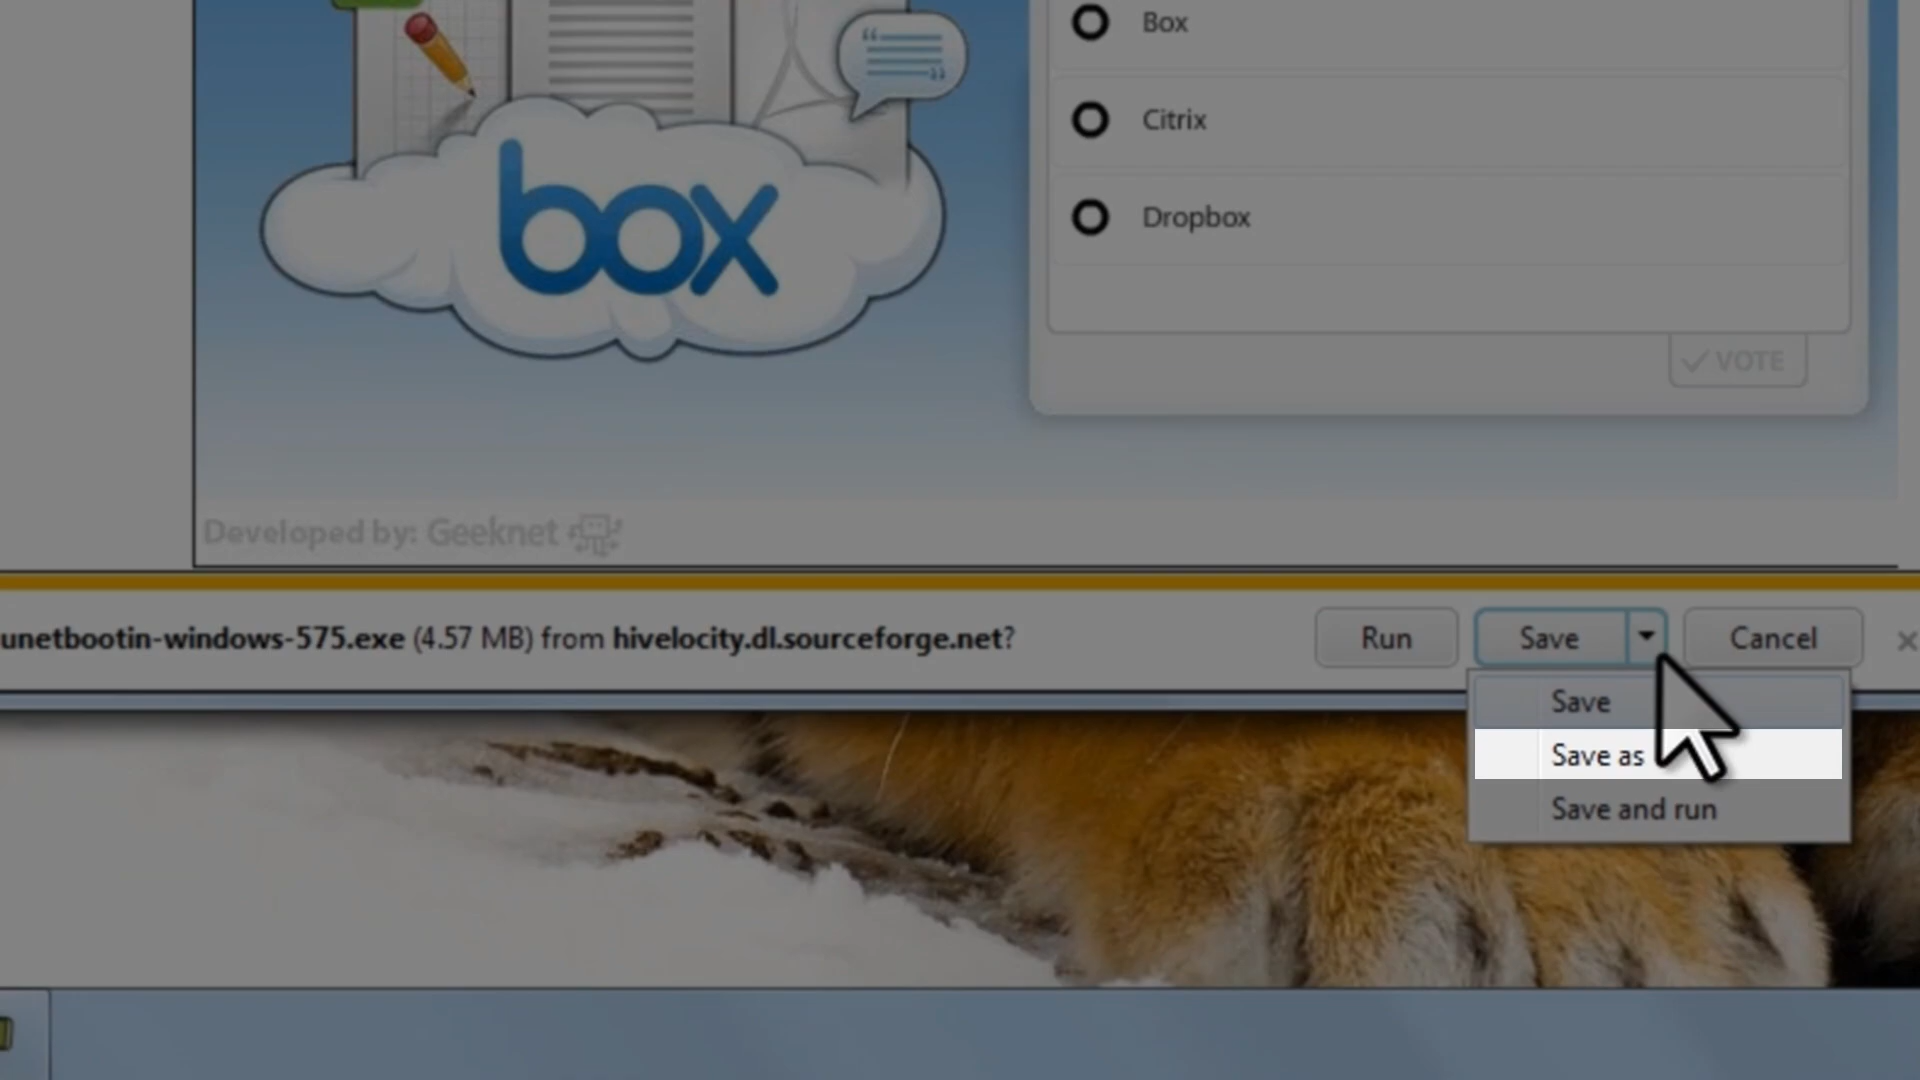 Box
Citrix
Dropbox
box
VOTE
Developed by: Geeknet
unetbootin-windows-575.exe (4.57 MB) from hivelocity.dl.sourceforge.net?
Run
Save
Cancel
Save
Save as
Save and run